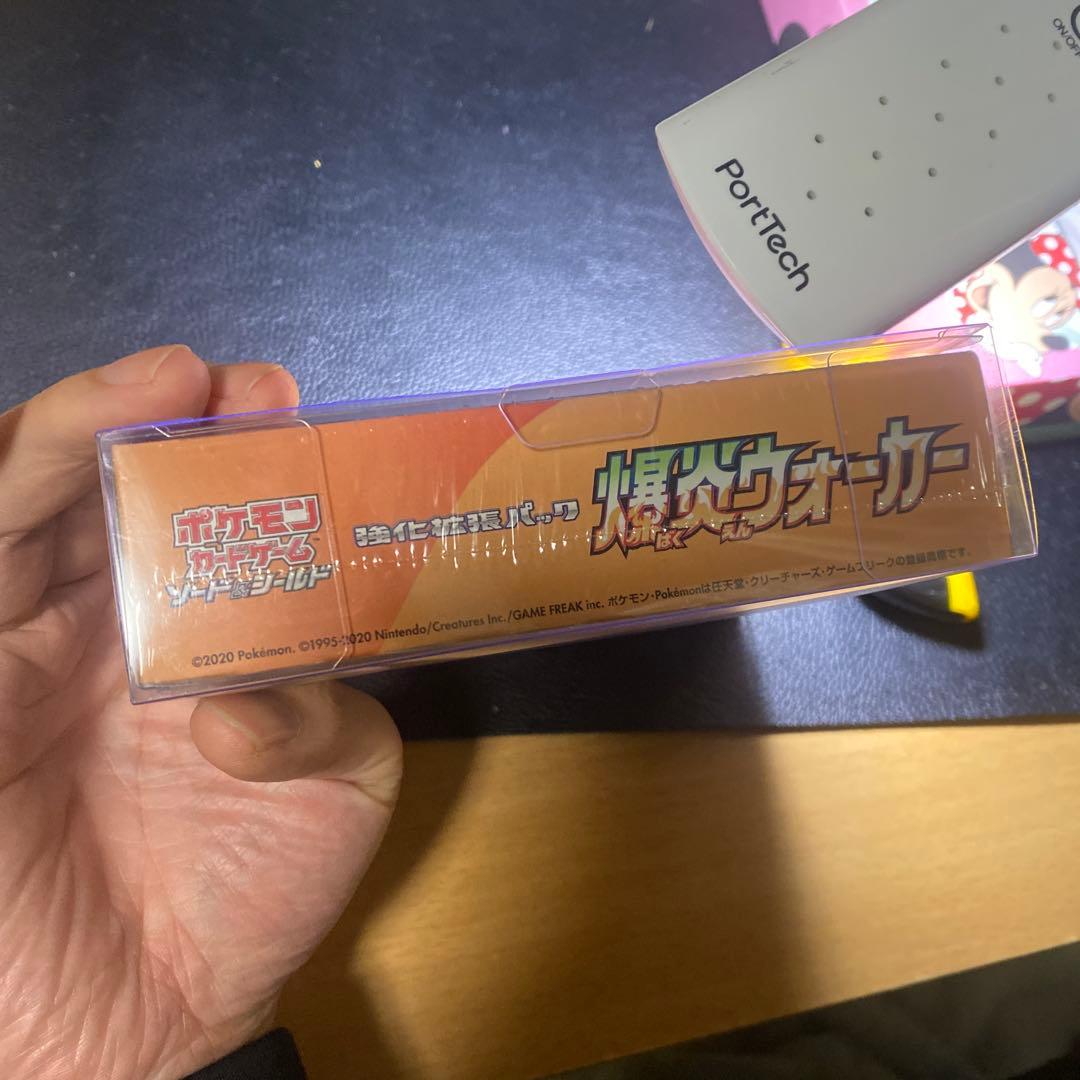 ON/OFF
PortTech
ポケモン
カードゲーム
ソード&シールド
強化拡張パック
爆炎ウォーカー
ばく えん
©2020 Pokémon. ©1995-2020 Nintendo/Creatures Inc./GAME FREAK inc. ポケモン・Pokémonは任天堂・クリーチャーズ・ゲームフリークの登録商標です。